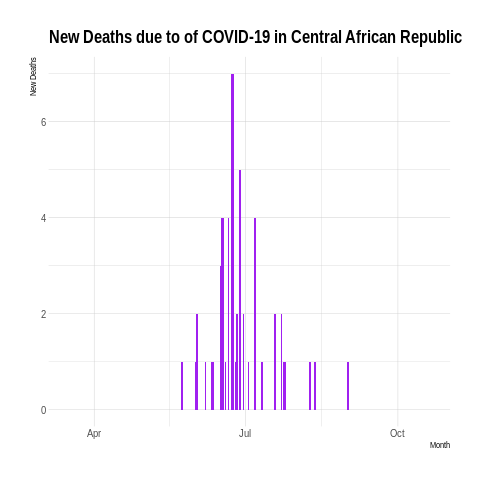 New Deaths due to of COVID-19 in Central African Republic
New Deaths
6
4
2
0
Apr Jul Oct
Month